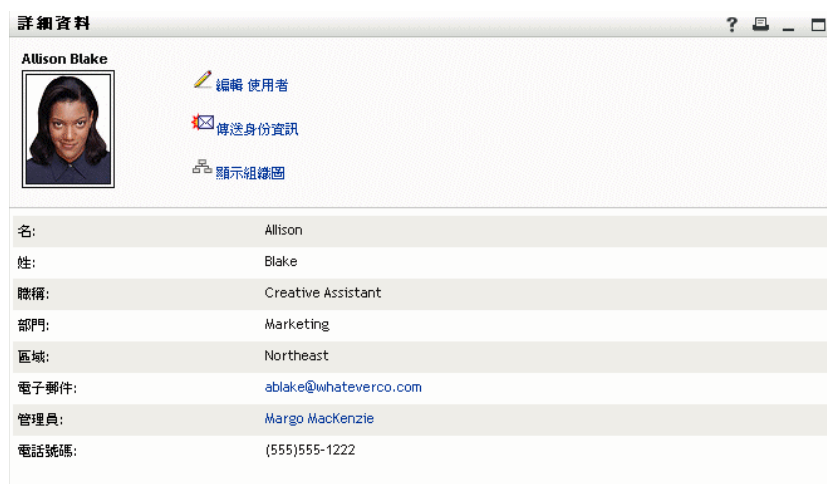 詳細資料
Allison Blake
編輯 使用者
傳送身份資訊
顯示組織圖
名: Allison
姓: Blake
職稱: Creative Assistant
部門: Marketing
區域: Northeast
電子郵件: ablake@whateverco.com
管理員: Margo MacKenzie
電話號碼: (555)555-1222